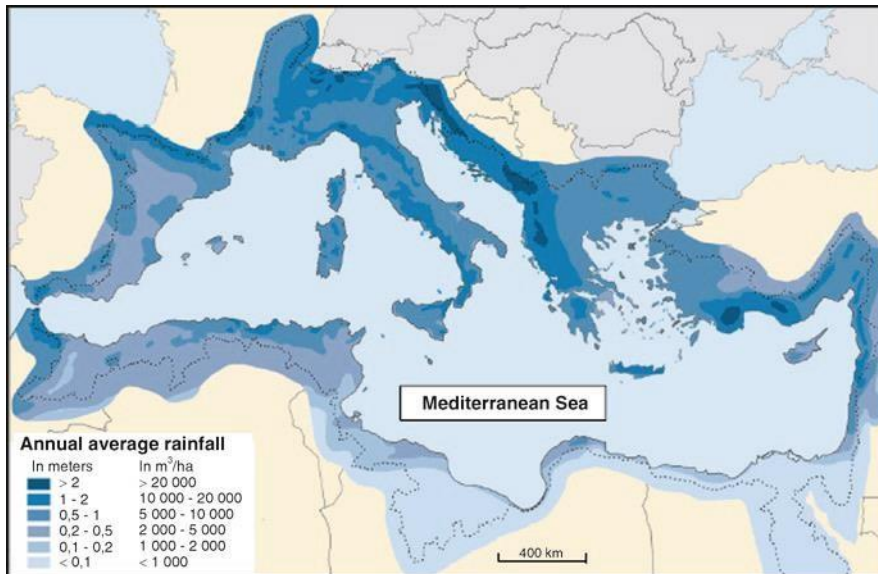 Mediterranean Sea
Annual average rainfall
In meters In m³/ha
> 2 > 20 000
1 - 2 10 000 - 20 000
0,5 - 1 5 000 - 10 000
0,2 - 0,5 2 000 - 5 000
0,1 - 0,2 1 000 - 2 000
< 0,1 < 1 000
400 km